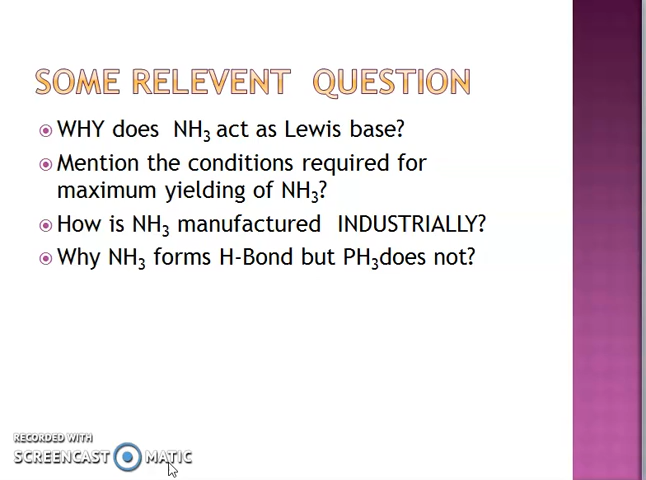 SOME RELEVENT QUESTION
WHY does NH₃ act as Lewis base?
Mention the conditions required for
maximum yielding of NH₃?
How is NH₃ manufactured INDUSTRIALLY?
Why NH₃ forms H-Bond but PH₃does not?
RECORDED WITH
SCREENCAST MATIC